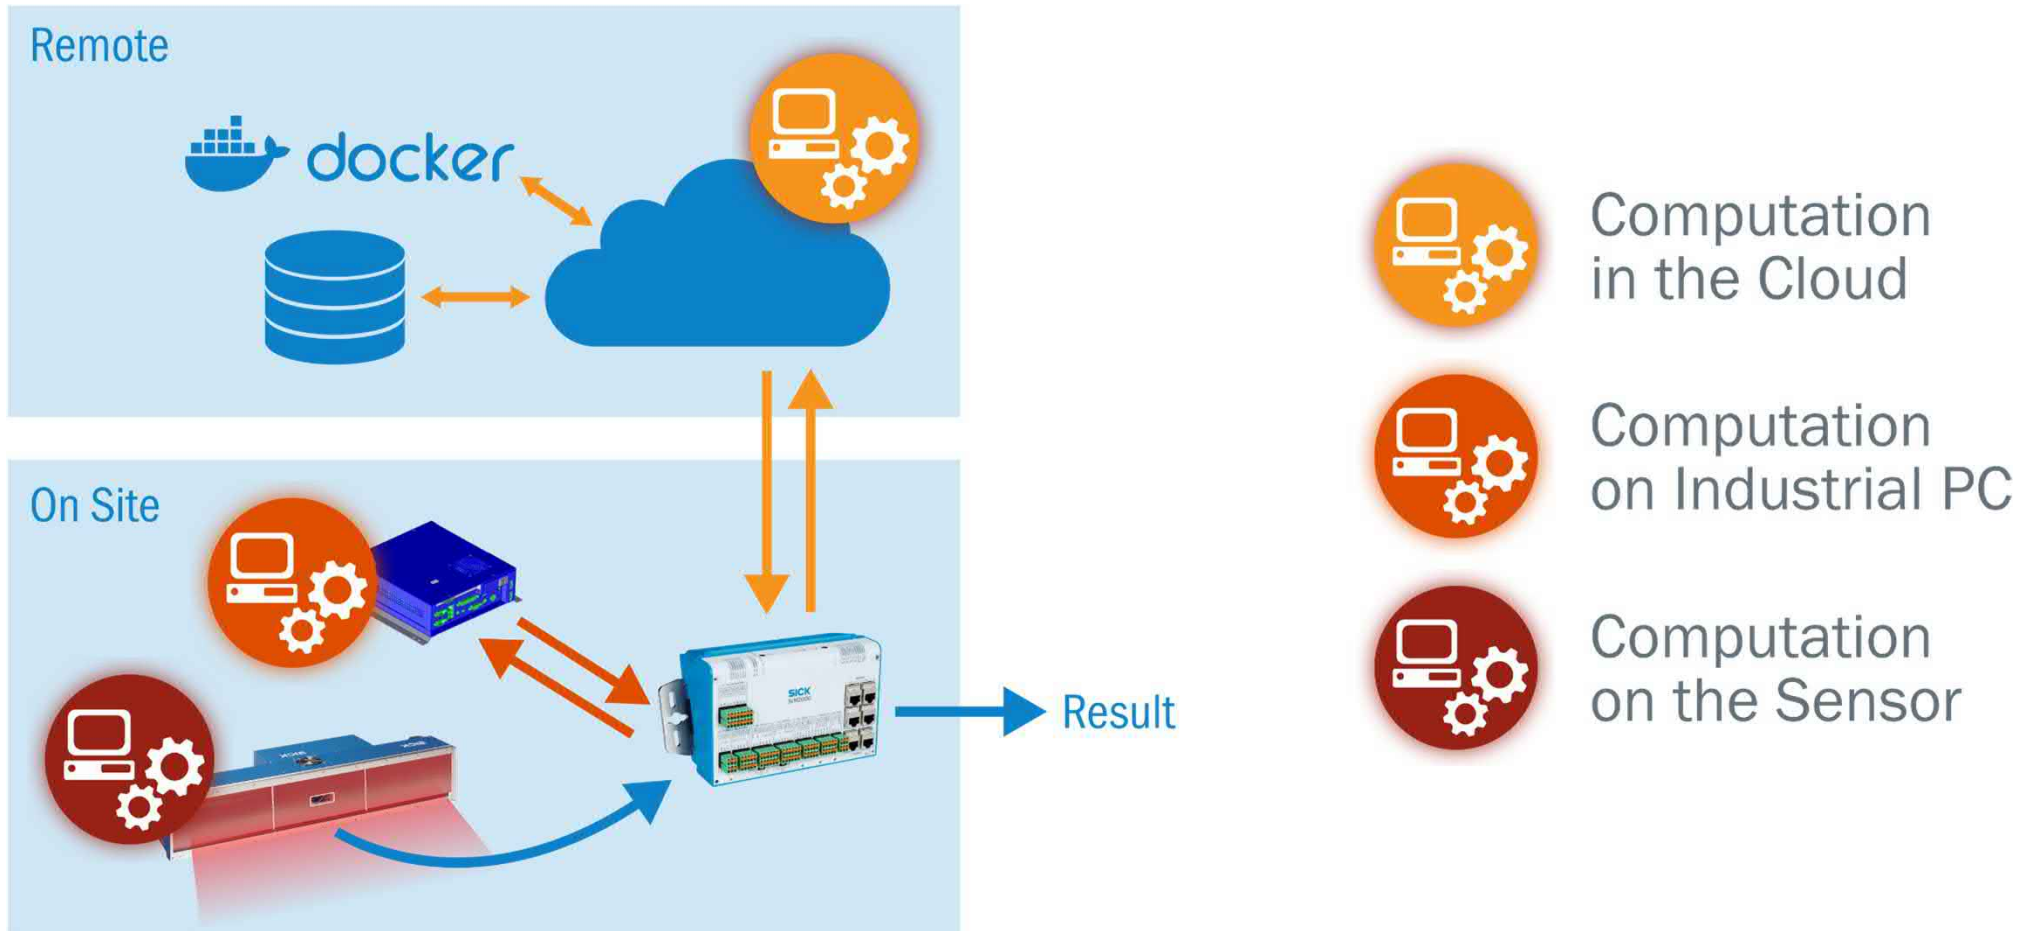 Remote
docker
On Site
SICK
Result
Computation
in the Cloud
Computation
on Industrial PC
Computation
on the Sensor